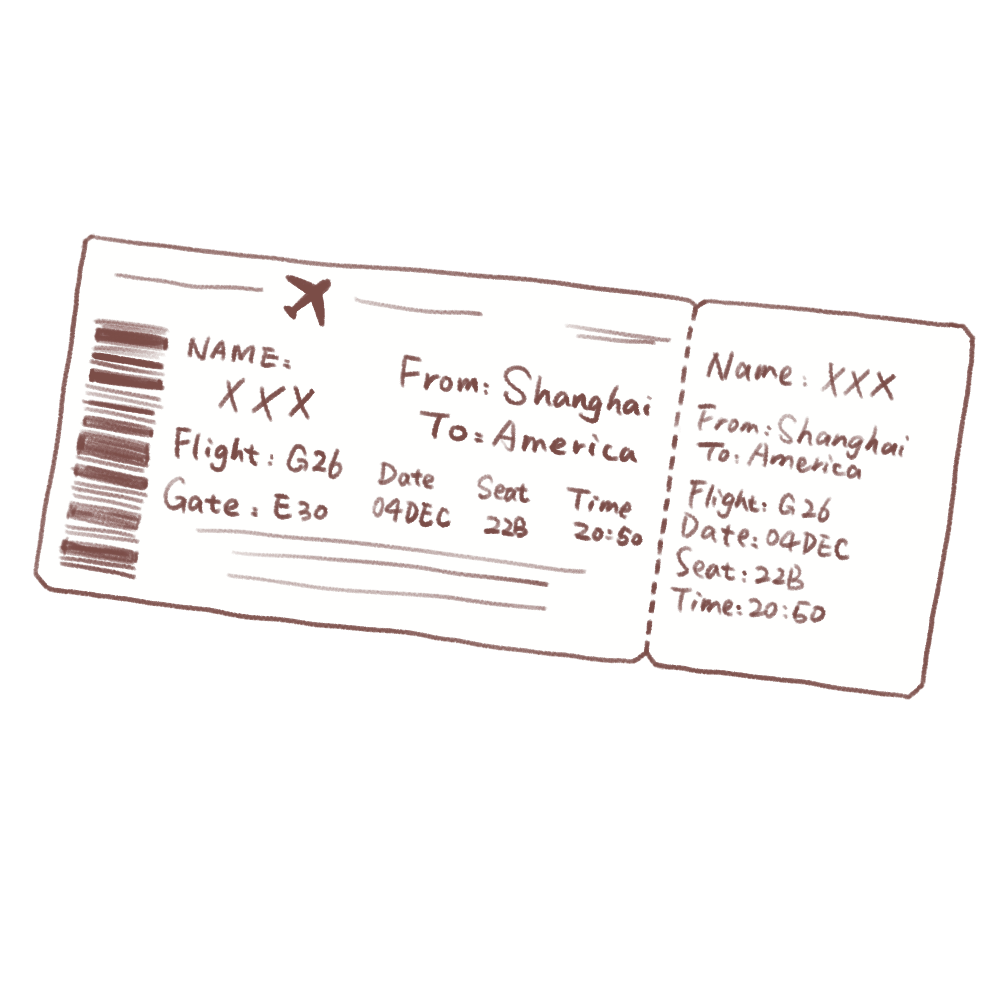 NAME:
XXX
Flight: G26
Gate: E30
From: Shanghai
To: America
Date Seat Time
04DEC 22B 20:50
Name: XXX
From: Shanghai
To: America
Flight: G26
Date: 04DEC
Seat: 22B
Time: 20:50